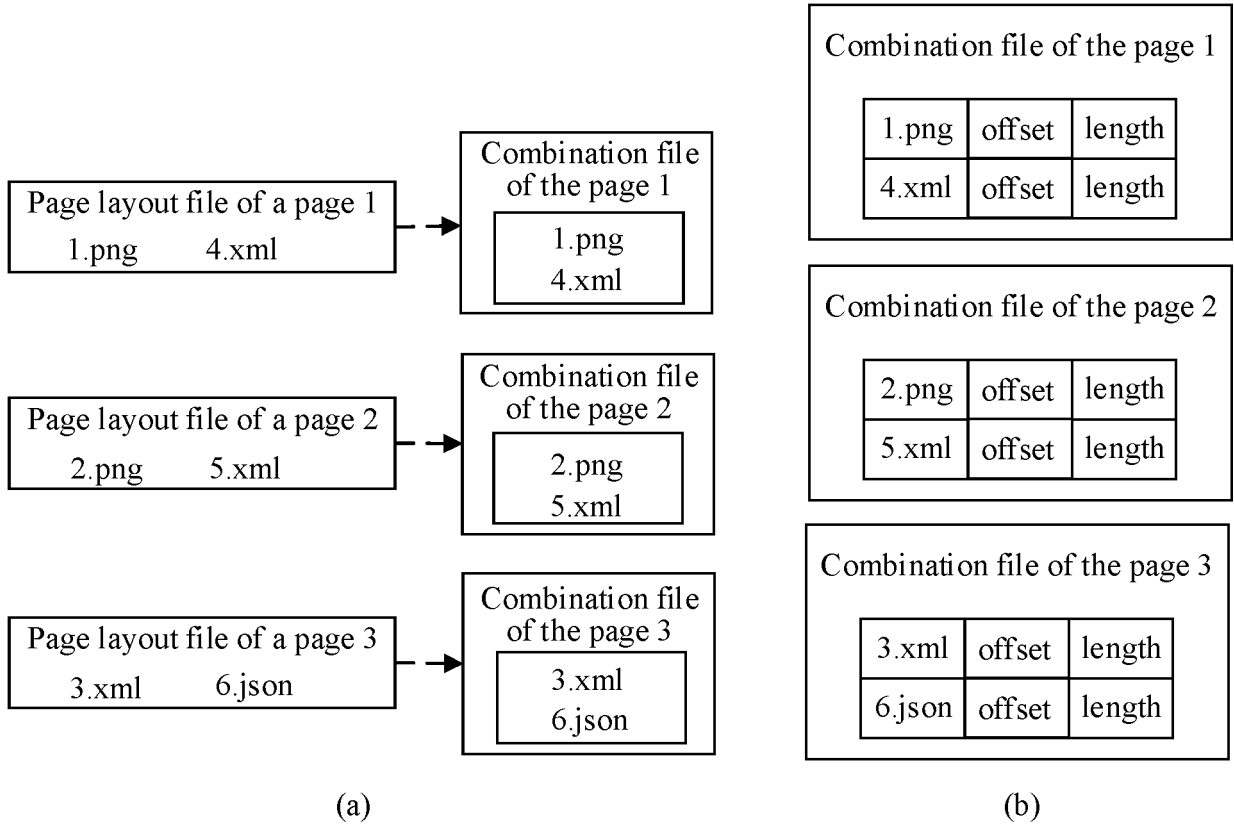 Page layout file of a page 1
1.png 4.xml
Combination file
of the page 1
1.png
4.xml
Page layout file of a page 2
2.png 5.xml
Combination file
of the page 2
2.png
5.xml
Page layout file of a page 3
3.xml 6.json
Combination file
of the page 3
3.xml
6.json
(a)
Combination file of the page 1
1.png offset length
4.xml offset length
Combination file of the page 2
2.png offset length
5.xml offset length
Combination file of the page 3
3.xml offset length
6.json offset length
(b)